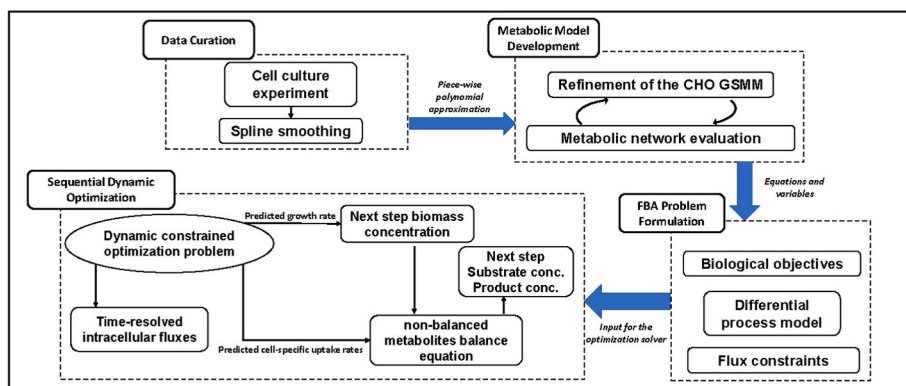 Data Curation
Cell culture
experiment
Spline smoothing
Piece-wise
polynomial
approximation
Metabolic Model
Development
Refinement of the CHO GSMM
Metabolic network evaluation
Equations and
variables
FBA Problem
Formulation
Biological objectives
Differential
process model
Flux constraints
Input for the
optimization solver
Sequential Dynamic
Optimization
Dynamic constrained
optimization problem
Predicted growth rate
Next step biomass
concentration
Next step
Substrate conc.
Product conc.
Time-resolved
intracellular fluxes
Predicted cell-specific uptake rates
non-balanced
metabolites balance
equation